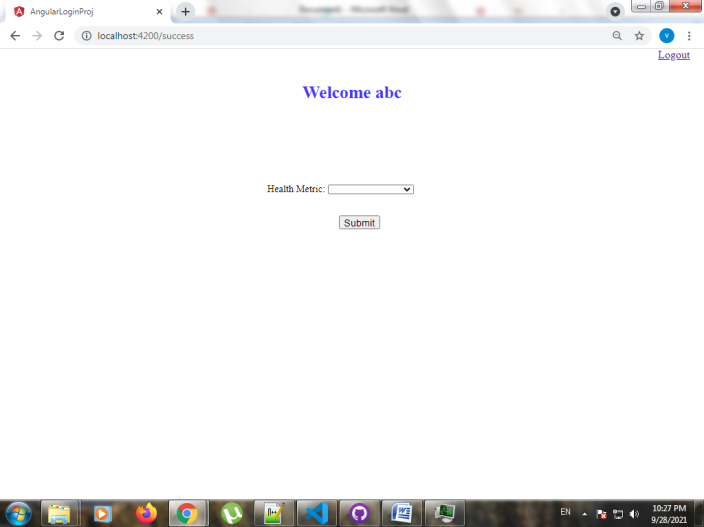 AngularLoginProj
localhost:4200/success
V
Logout
Welcome abc
Health Metric:
Submit
EN
10:27 PM
9/28/2021